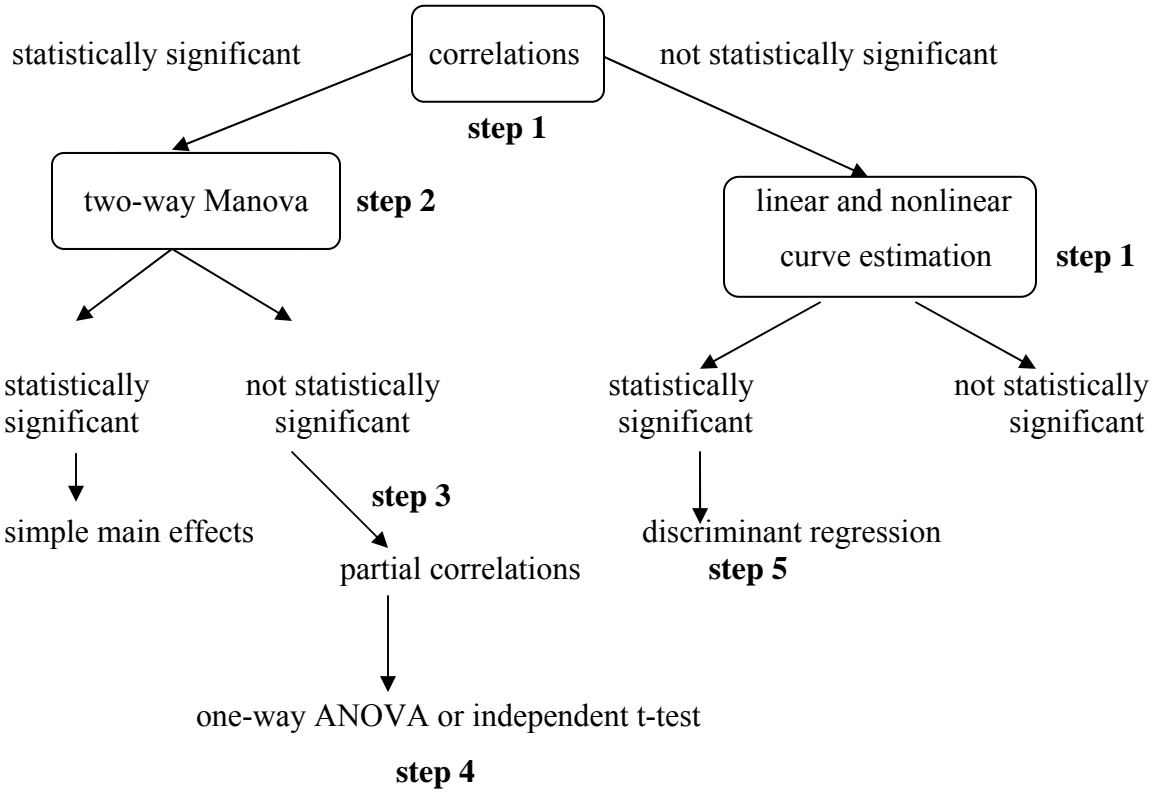 statistically significant
correlations
not statistically significant
step 1
two-way Manova
step 2
linear and nonlinear
curve estimation
step 1
statistically
significant
not statistically
significant
statistically
significant
not statistically
significant
step 3
simple main effects
discriminant regression
partial correlations
step 5
one-way ANOVA or independent t-test
step 4